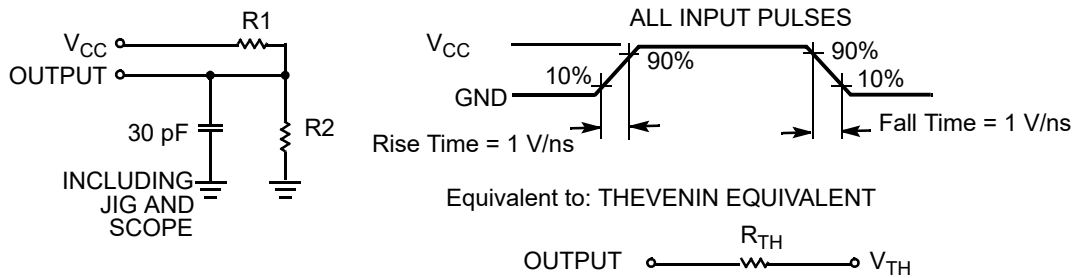 R1
V_CC
OUTPUT
30 pF
R2
INCLUDING
JIG AND
SCOPE
ALL INPUT PULSES
V_CC
90%
90%
10%
10%
GND
Rise Time = 1 V/ns
Fall Time = 1 V/ns
Equivalent to: THEVENIN EQUIVALENT
R_TH
OUTPUT
V_TH